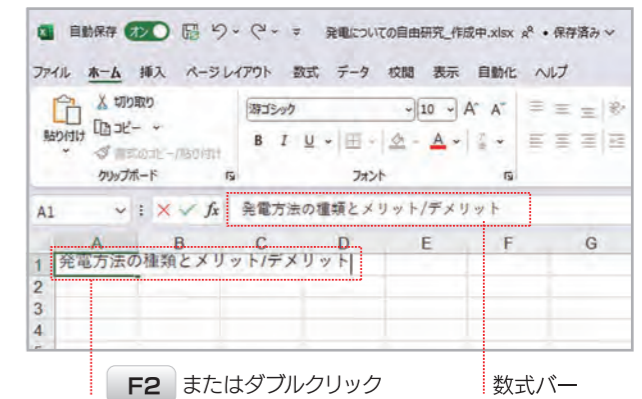 自動保存 オン 発電についての自由研究_作成中.xlsx • 保存済み
ファイル ホーム 挿入 ページレイアウト 数式 データ 校閲 表示 自動化 ヘルプ
切り取り
コピー
貼り付け
書式のコピー/貼り付け
クリップボード
游ゴシック 10 A^ A˅
B I U A
フォント
A1 fx 発電方法の種類とメリット/デメリット
A B C D E F G
1 発電方法の種類とメリット/デメリット
2
3
4
F2 またはダブルクリック 数式バー